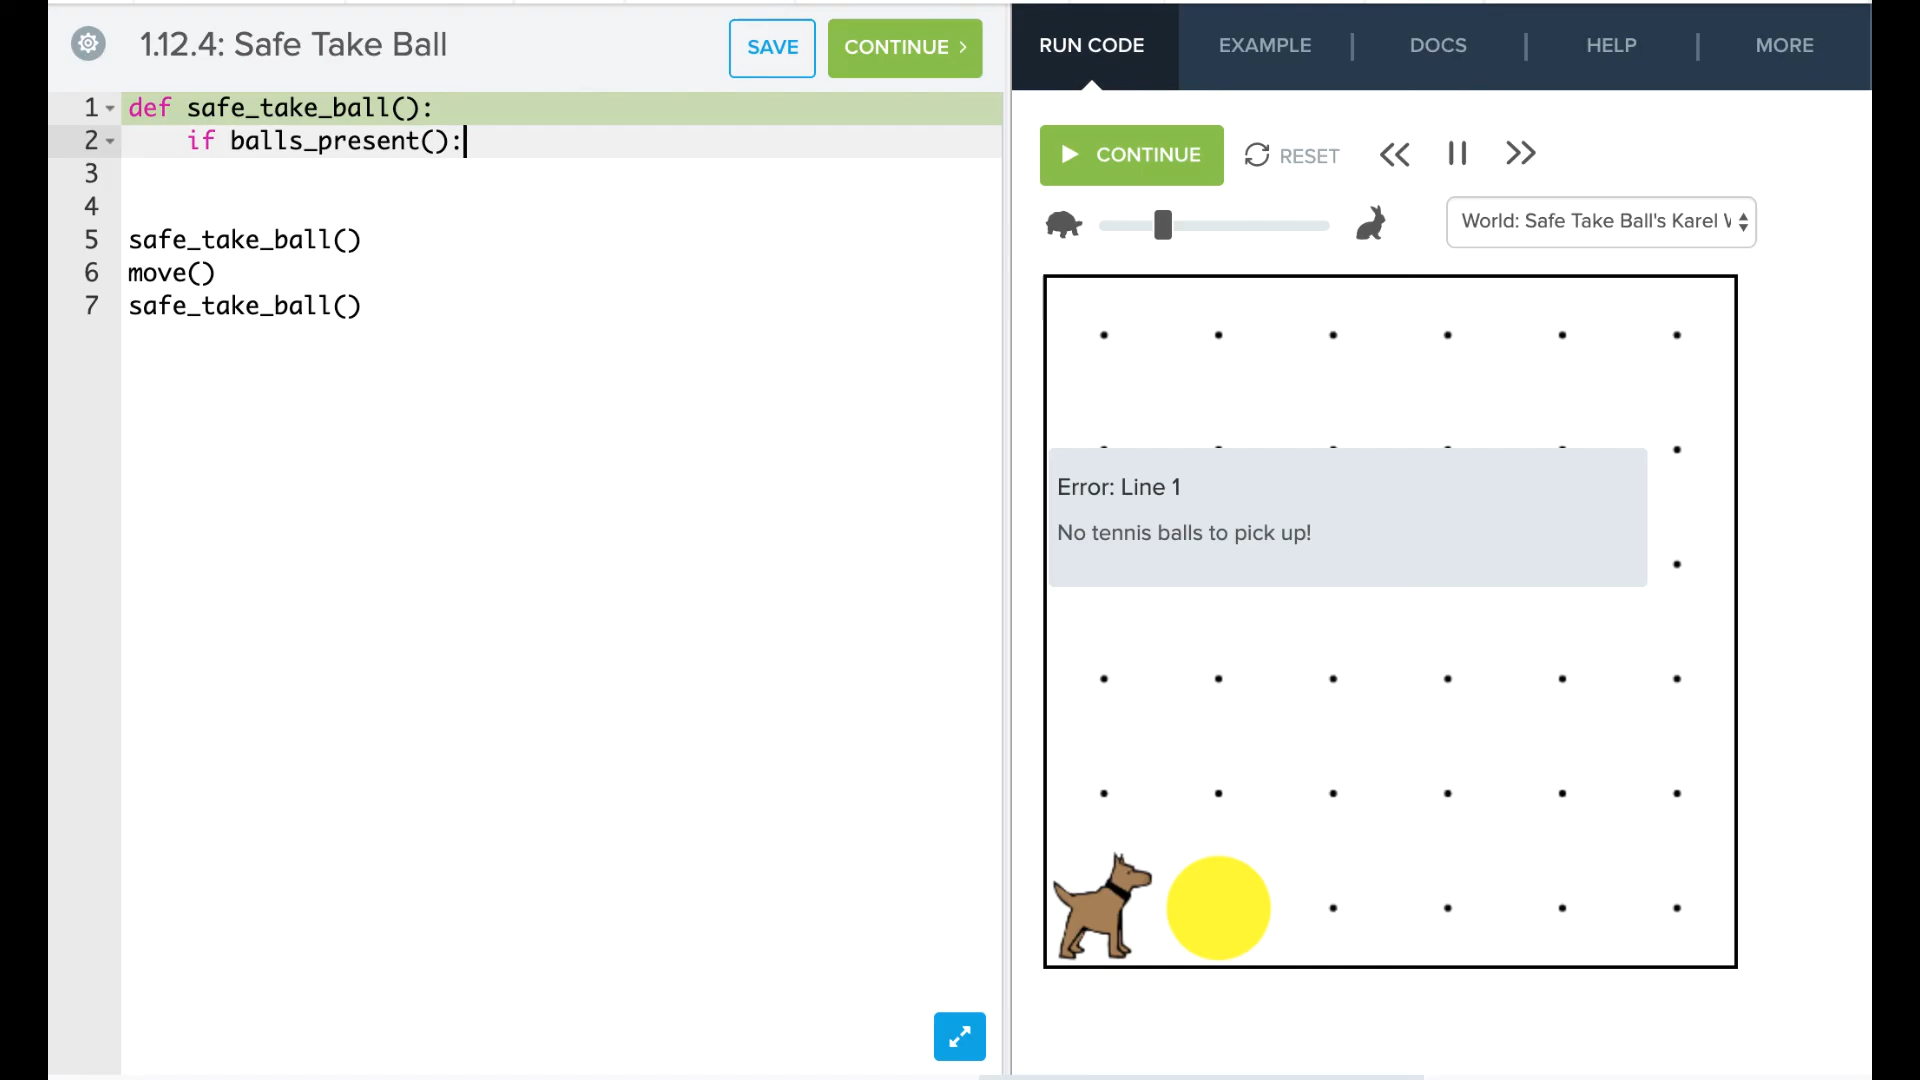 1.12.4: Safe Take Ball
SAVE
CONTINUE >
RUN CODE
EXAMPLE
DOCS
HELP
MORE
1 def safe_take_ball():
2     if balls_present():
3
4
5 safe_take_ball()
6 move()
7 safe_take_ball()
CONTINUE
RESET
World: Safe Take Ball's Karel
Error: Line 1
No tennis balls to pick up!